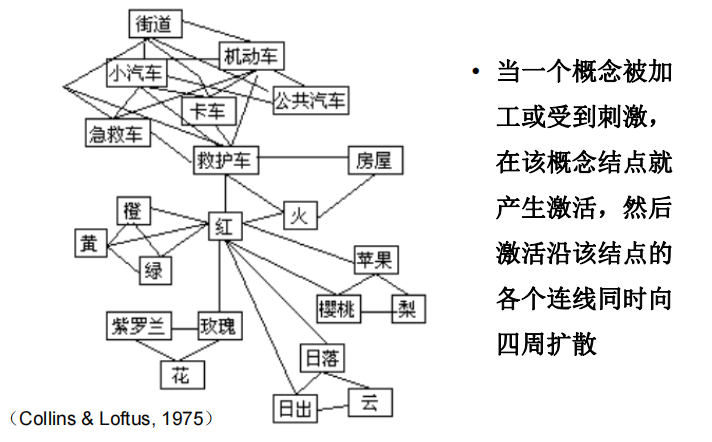 街道
机动车
小汽车
公共汽车
卡车
急救车
救护车
房屋
橙
火
红
黄
绿
苹果
樱桃
梨
紫罗兰
玫瑰
花
日落
日出
云
(Collins & Loftus, 1975)
• 当一个概念被加
工或受到刺激，
在该概念结点就
产生激活，然后
激活沿该结点的
各个连线同时向
四周扩散